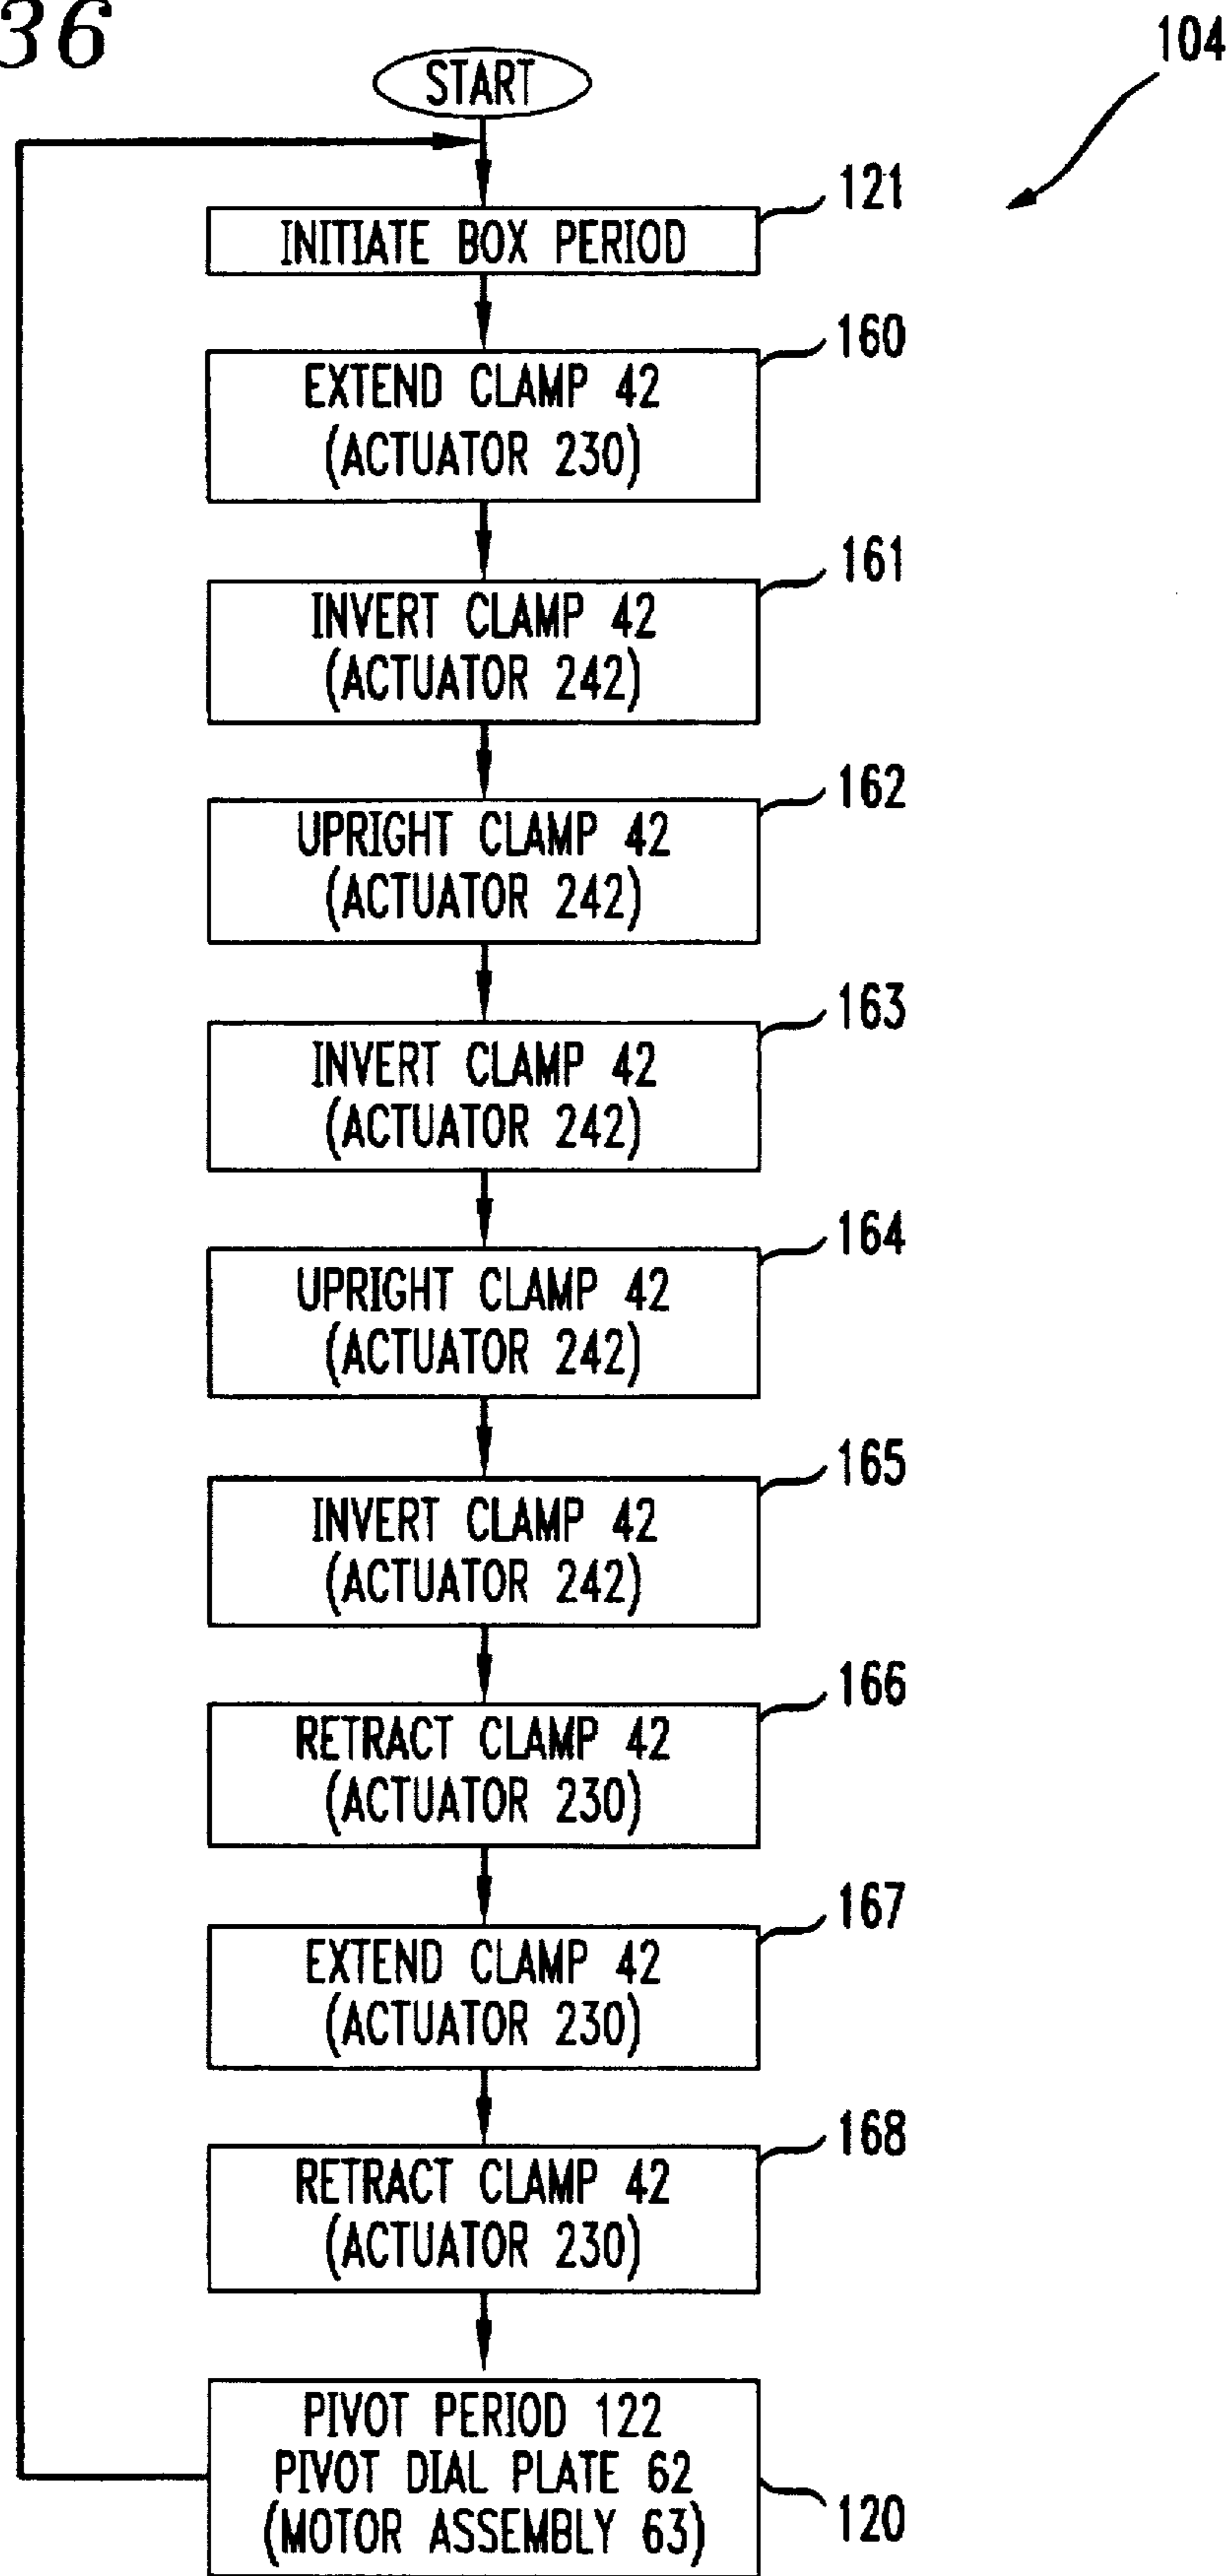 36
104
START
121
INITIATE BOX PERIOD
160
EXTEND CLAMP 42
(ACTUATOR 230)
161
INVERT CLAMP 42
(ACTUATOR 242)
162
UPRIGHT CLAMP 42
(ACTUATOR 242)
163
INVERT CLAMP 42
(ACTUATOR 242)
164
UPRIGHT CLAMP 42
(ACTUATOR 242)
165
INVERT CLAMP 42
(ACTUATOR 242)
166
RETRACT CLAMP 42
(ACTUATOR 230)
167
EXTEND CLAMP 42
(ACTUATOR 230)
168
RETRACT CLAMP 42
(ACTUATOR 230)
PIVOT PERIOD 122
PIVOT DIAL PLATE 62
(MOTOR ASSEMBLY 63)
120